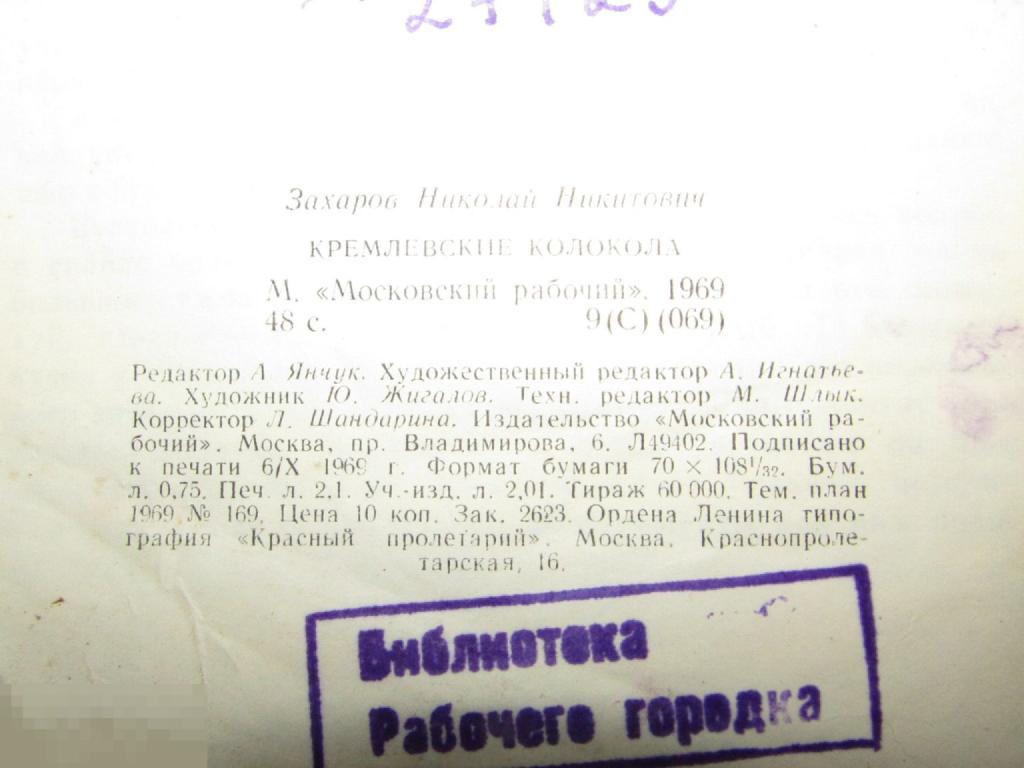 Захаров Николай Никитович
КРЕМЛЕВСКИЕ КОЛОКОЛА
М. «Московский рабочий». 1969
48 с. 9(С)(069)
Редактор А. Янчук. Художественный редактор А. Игнатье-
ва. Художник Ю. Жигалов. Техн. редактор М. Шлык.
Корректор Л. Шандарина. Издательство «Московский ра-
бочий». Москва, пр. Владимирова, 6. Л49402. Подписано
к печати 6/X 1969 г. Формат бумаги 70 × 108 1/32. Бум.
л. 0,75. Печ. л. 2,1. Уч.-изд. л. 2,01. Тираж 60 000. Тем. план
1969 № 169. Цена 10 коп. Зак. 2623. Ордена Ленина типо-
графия «Красный пролетарий». Москва, Краснопроле-
тарская, 16.
Библиотека
Рабочего городка